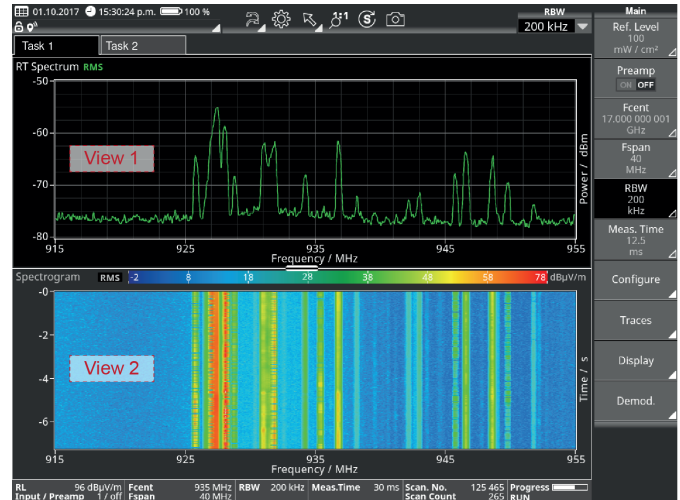 01.10.2017 15:30:24 p.m. 100 %
RBW
200 kHz
Task 1 Task 2
RT Spectrum RMS
-50
-60
-70
-80
View 1
Power / dBm
915 925 935 945 955
Frequency / MHz
Spectrogram RMS -2 8 18 28 38 48 58 68 78 dBµV/m
-0
-2
-4
-6
View 2
Time / s
915 925 935 945 955
Frequency / MHz
RL 96 dBµV/m Fcent 935 MHz RBW 200 kHz Meas.Time 30 ms Scan. No. 125 465 Progress
Input / Preamp 1 / off Fspan 40 MHz Scan Count 265 RUN
Main
Ref. Level
100
mW / cm²
Preamp
ON OFF
Fcent
17.000 000 001
GHz
Fspan
40
MHz
RBW
200
kHz
Meas. Time
12.5
ms
Configure
Traces
Display
Demod.